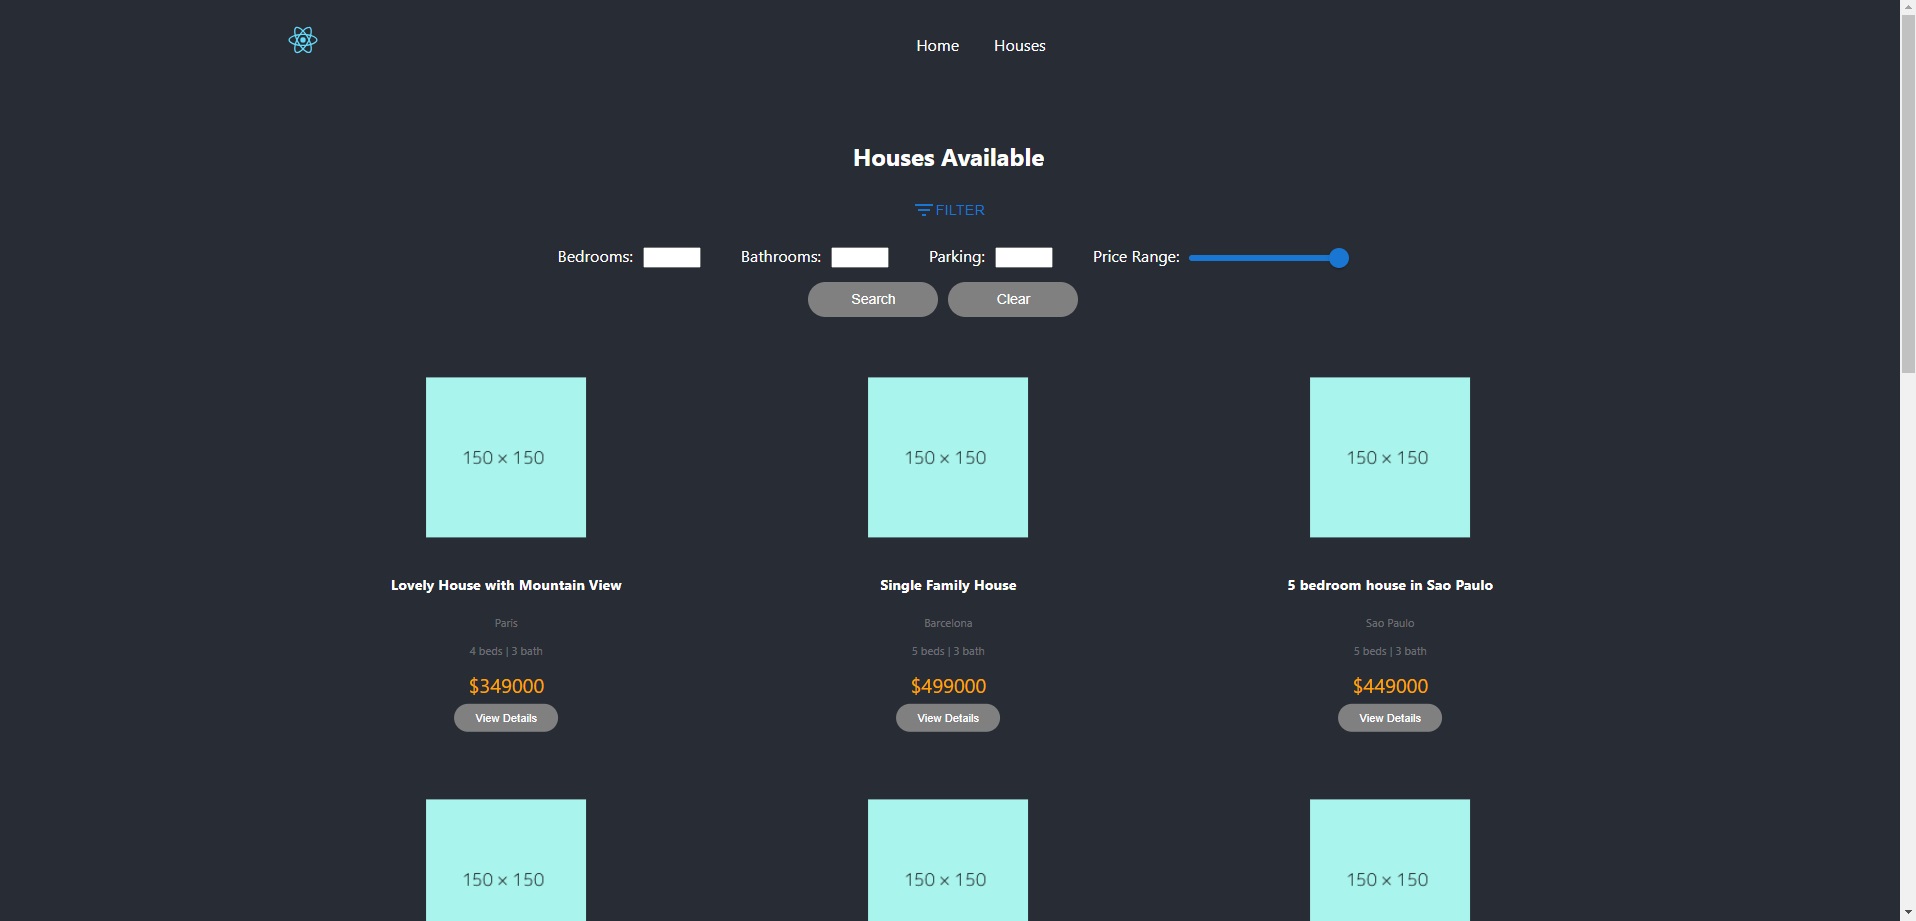 Home Houses
Houses Available
FILTER
Bedrooms: Bathrooms: Parking: Price Range:
Search Clear
150 × 150 150 × 150 150 × 150
Lovely House with Mountain View Single Family House 5 bedroom house in Sao Paulo
Paris Barcelona Sao Paulo
4 beds | 3 bath 5 beds | 3 bath 5 beds | 3 bath
$349000 $499000 $449000
View Details View Details View Details
150 × 150 150 × 150 150 × 150